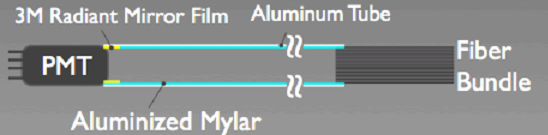 3M Radiant Mirror Film
Aluminum Tube
PMT
Fiber
Bundle
Aluminized Mylar